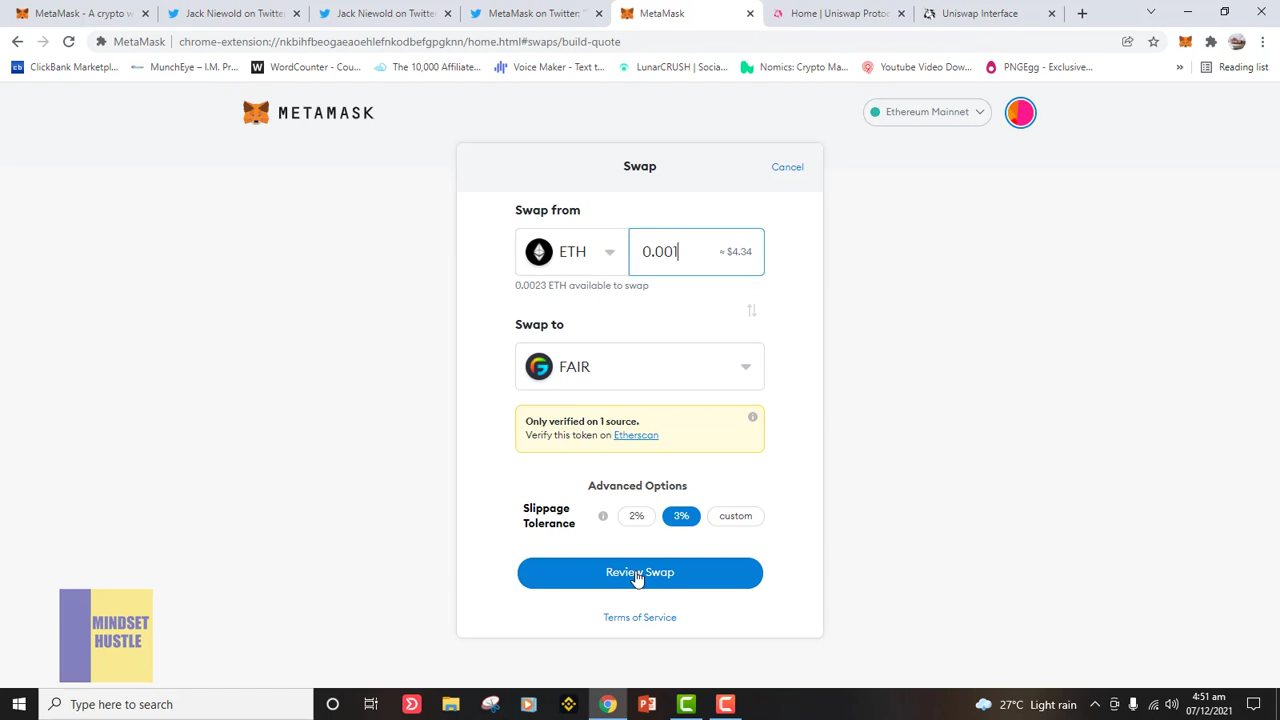 MetaMask - A crypto w
Jack Niewold on Twitter
Jack Niewold on Twitter
MetaMask on Twitter:
MetaMask
Home | Uniswap Protoc
Uniswap Interface
MetaMask
chrome-extension://nkbihfbeogaeaoehlefnkodbefgpgknn/home.html#swaps/build-quote
cb ClickBank Marketpl...
MunchEye – I.M. Pr...
W WordCounter - Cou...
The 10,000 Affiliate...
Voice Maker - Text t...
LunarCRUSH | Socia...
Nomics: Crypto Ma...
Youtube Video Dow...
PNGEgg - Exclusive...
»
Reading list
METAMASK
Ethereum Mainnet
Swap
Cancel
Swap from
ETH
0.001
≈ $4.34
0.0023 ETH available to swap
Swap to
FAIR
Only verified on 1 source.
Verify this token on Etherscan
Advanced Options
Slippage
Tolerance
2%
3%
custom
Review Swap
Terms of Service
MINDSET
HUSTLE
Type here to search
27°C Light rain
4:51 am
07/12/2021